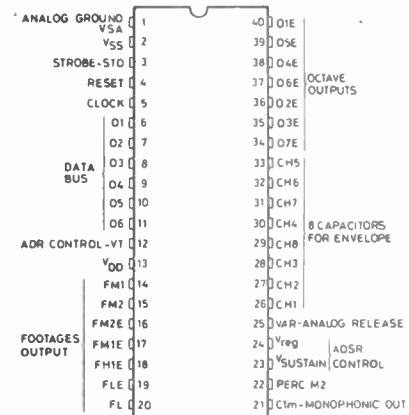 ANALOG GROUND VSA 1
VSS 2
STROBE-STD 3
RESET 4
CLOCK 5
O1 6
O2 7
O3 8
O4 9
O5 10
O6 11
DATA BUS
ADR CONTROL-VT 12
VDD 13
FM1 14
FM2 15
FM2E 16
FM1E 17
FH1E 18
FLE 19
FL 20
FOOTAGES OUTPUT
40 O1E
39 O5E
38 O4E
37 O6E
36 O2E
35 O3E
34 O7E
OCTAVE OUTPUTS
33 CH5
32 CH6
31 CH7
30 CH4
29 CH8
28 CH3
27 CH2
26 CH1
8 CAPACITORS FOR ENVELOPE
25 VAR-ANALOG RELEASE
24 Vreg
23 VSUSTAIN
AOSR CONTROL
22 PERC M2
21 CTm-MONOPHONIC OUT